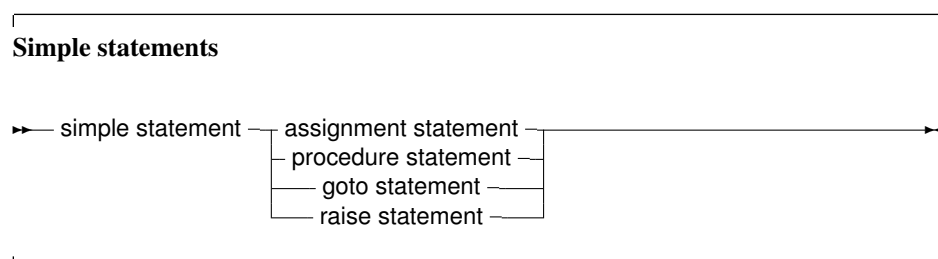 Simple statements
simple statement assignment statement
procedure statement
goto statement
raise statement